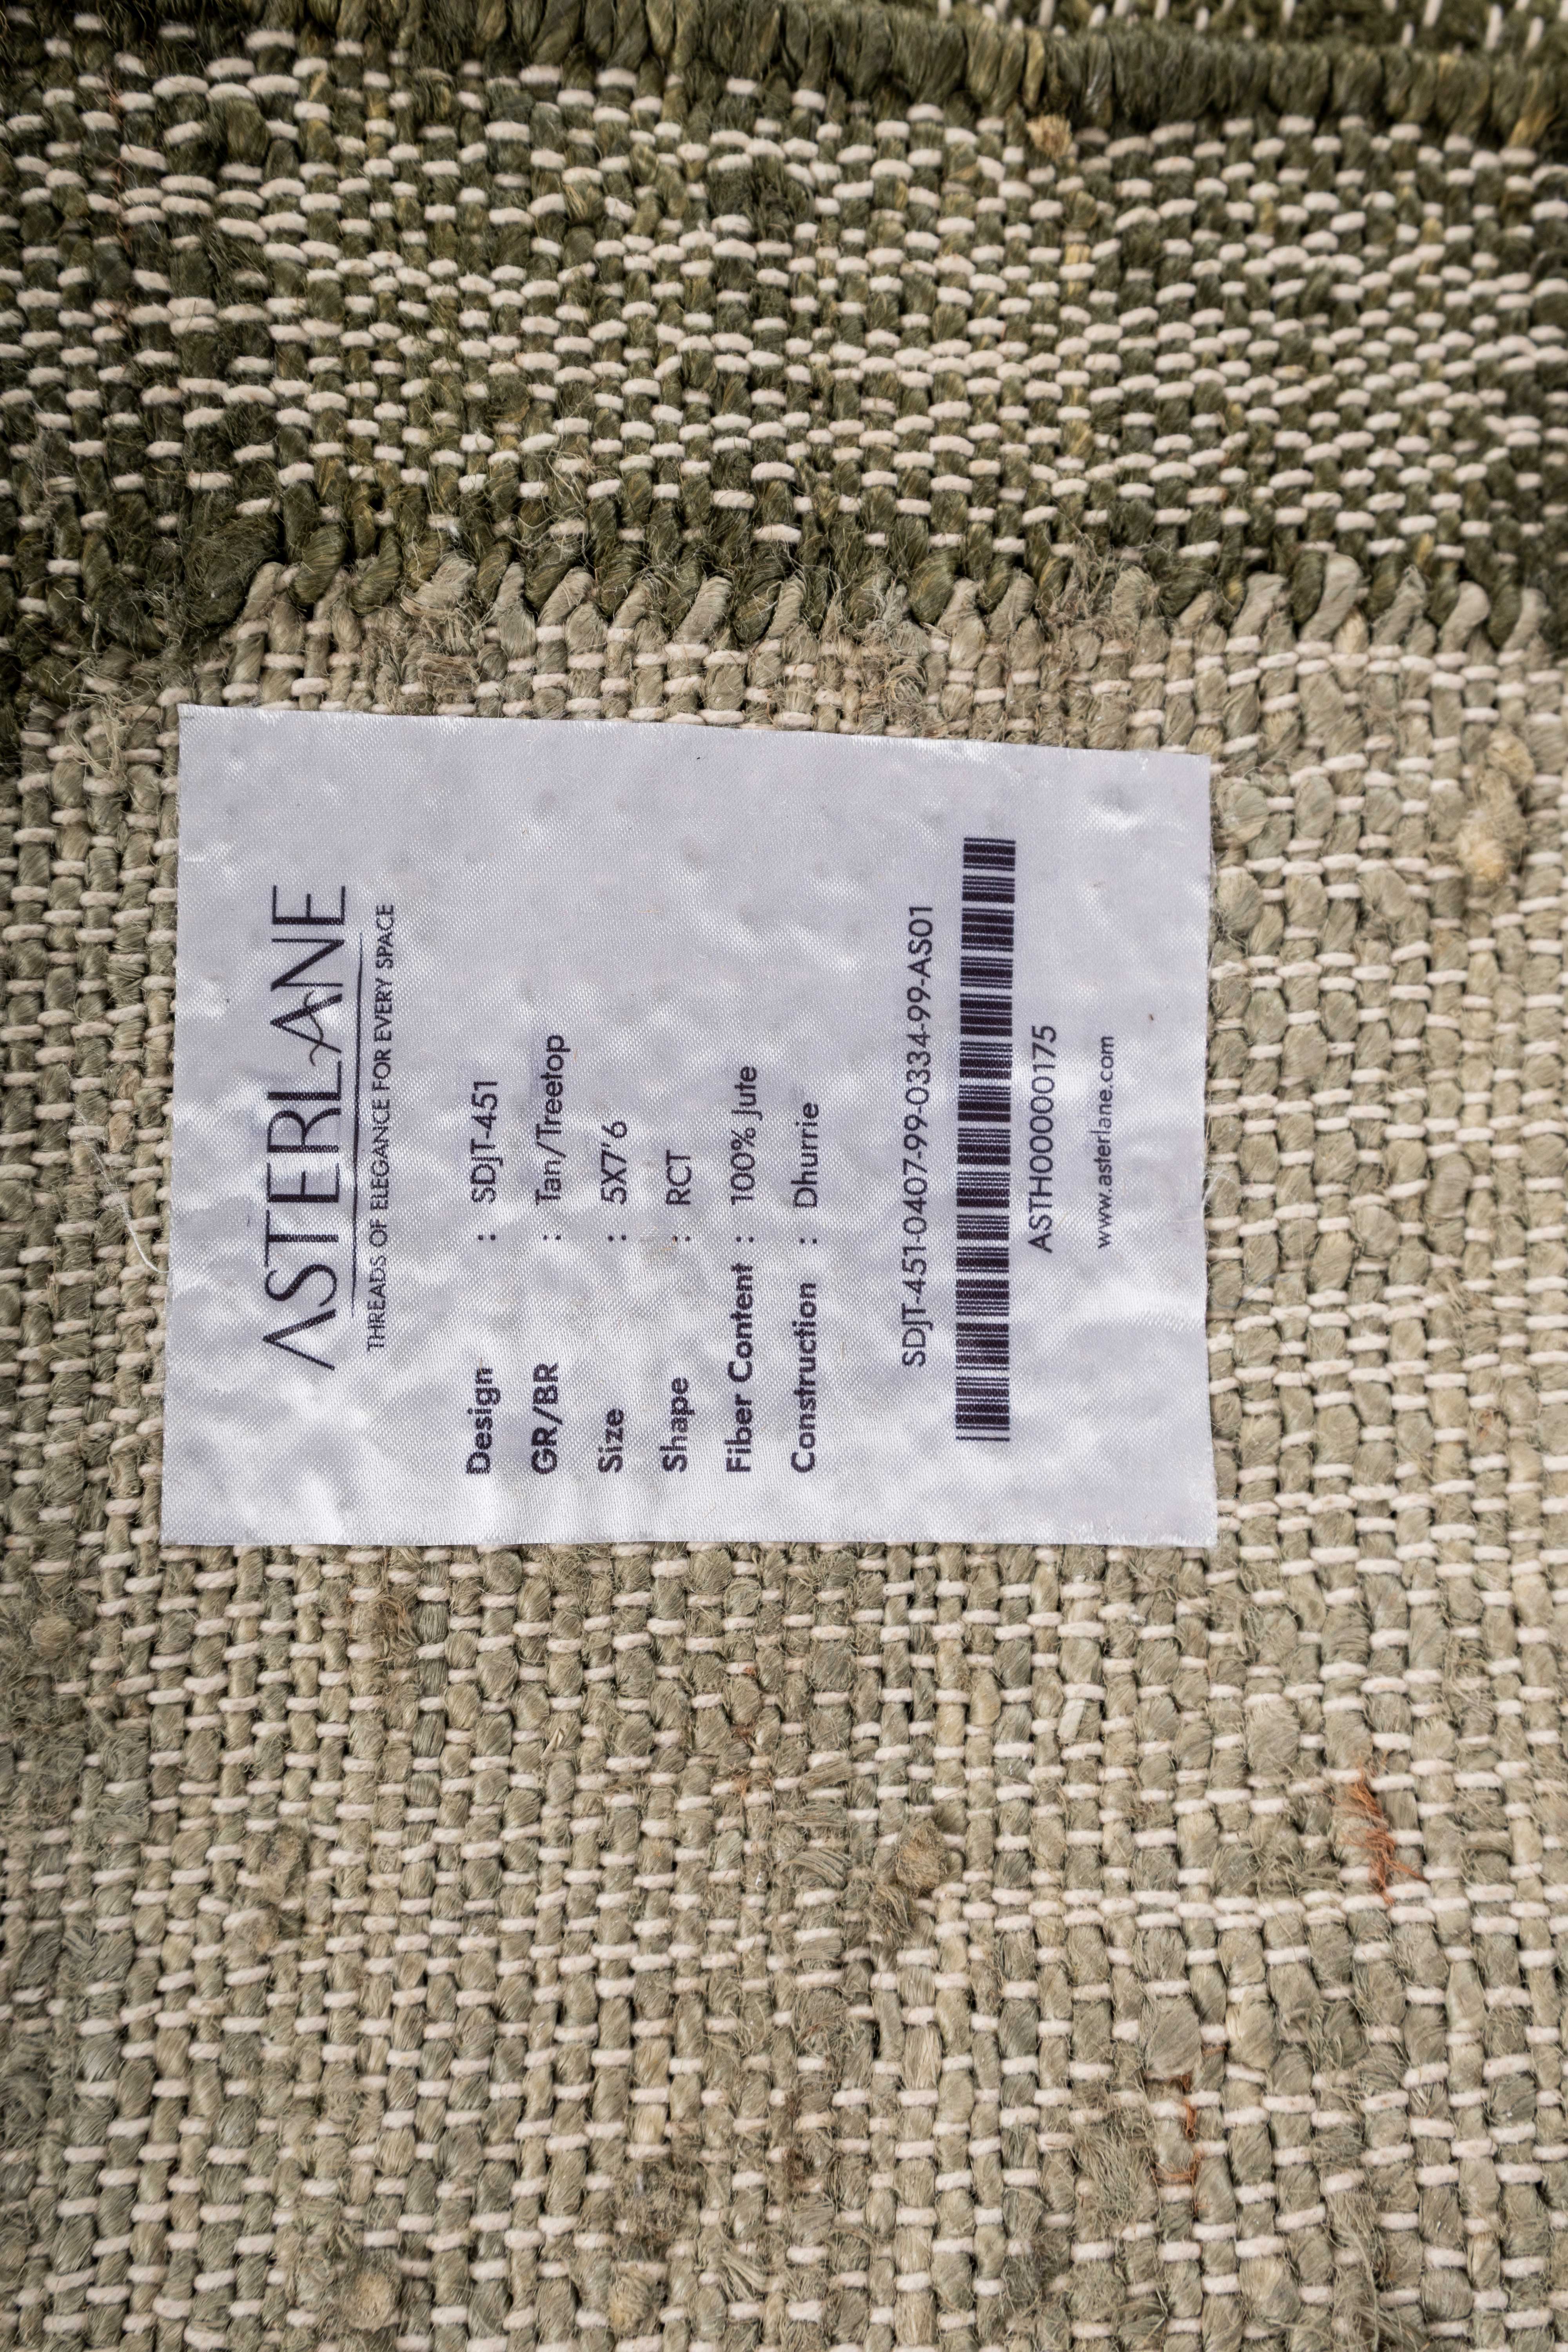 ASTERLANE
THREADS OF ELEGANCE FOR EVERY SPACE
Design : SDJT-451
GR/BR : Tan/Treetop
Size : 5X7'6
Shape : RCT
Fiber Content : 100% Jute
Construction : Dhurrie
SDJT-451-0407-99-0334-99-AS01
ASTH00000175
www.asterlane.com